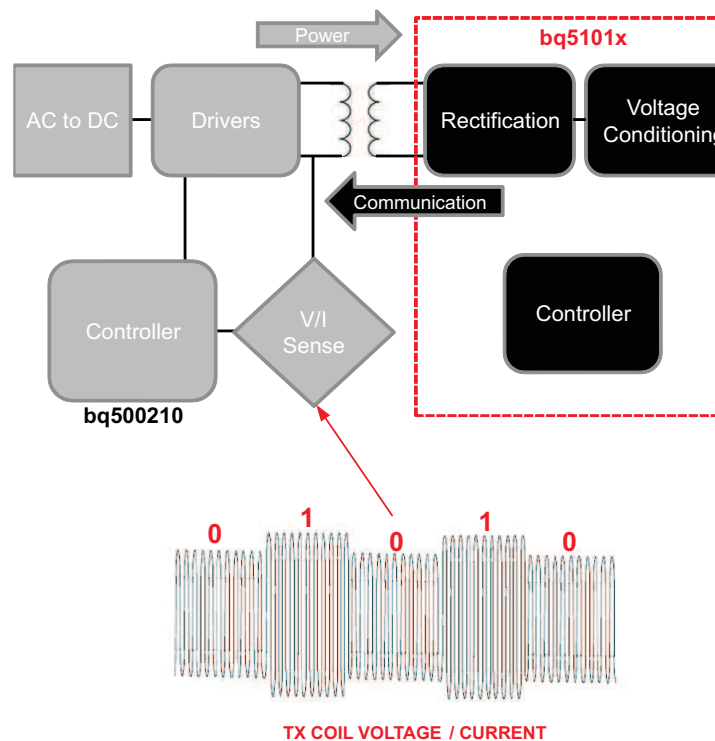 Power
bq5101x
AC to DC
Drivers
Rectification
Voltage
Conditioning
Communication
Controller
V/I
Sense
Controller
bq500210
0
1
0
1
0
TX COIL VOLTAGE / CURRENT